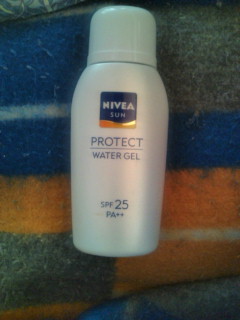 NIVEA
SUN
PROTECT
WATER GEL
SPF 25
PA++